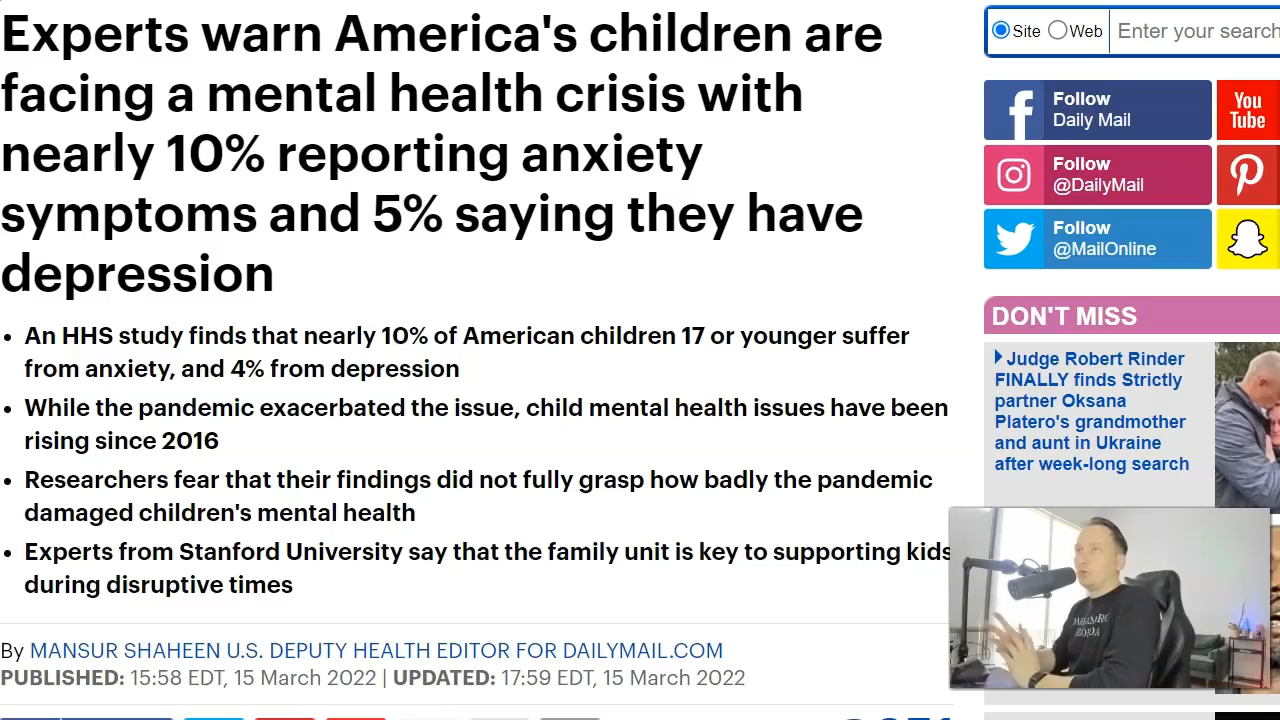 Experts warn America's children are
facing a mental health crisis with
nearly 10% reporting anxiety
symptoms and 5% saying they have
depression
• An HHS study finds that nearly 10% of American children 17 or younger suffer
from anxiety, and 4% from depression
• While the pandemic exacerbated the issue, child mental health issues have been
rising since 2016
• Researchers fear that their findings did not fully grasp how badly the pandemic
damaged children's mental health
• Experts from Stanford University say that the family unit is key to supporting kids
during disruptive times
By MANSUR SHAHEEN U.S. DEPUTY HEALTH EDITOR FOR DAILYMAIL.COM
PUBLISHED: 15:58 EDT, 15 March 2022 | UPDATED: 17:59 EDT, 15 March 2022
Site Web Enter your search
Follow
Daily Mail
You
Tube
Follow
@DailyMail
Follow
@MailOnline
DON'T MISS
Judge Robert Rinder
FINALLY finds Strictly
partner Oksana
Platero's grandmother
and aunt in Ukraine
after week-long search